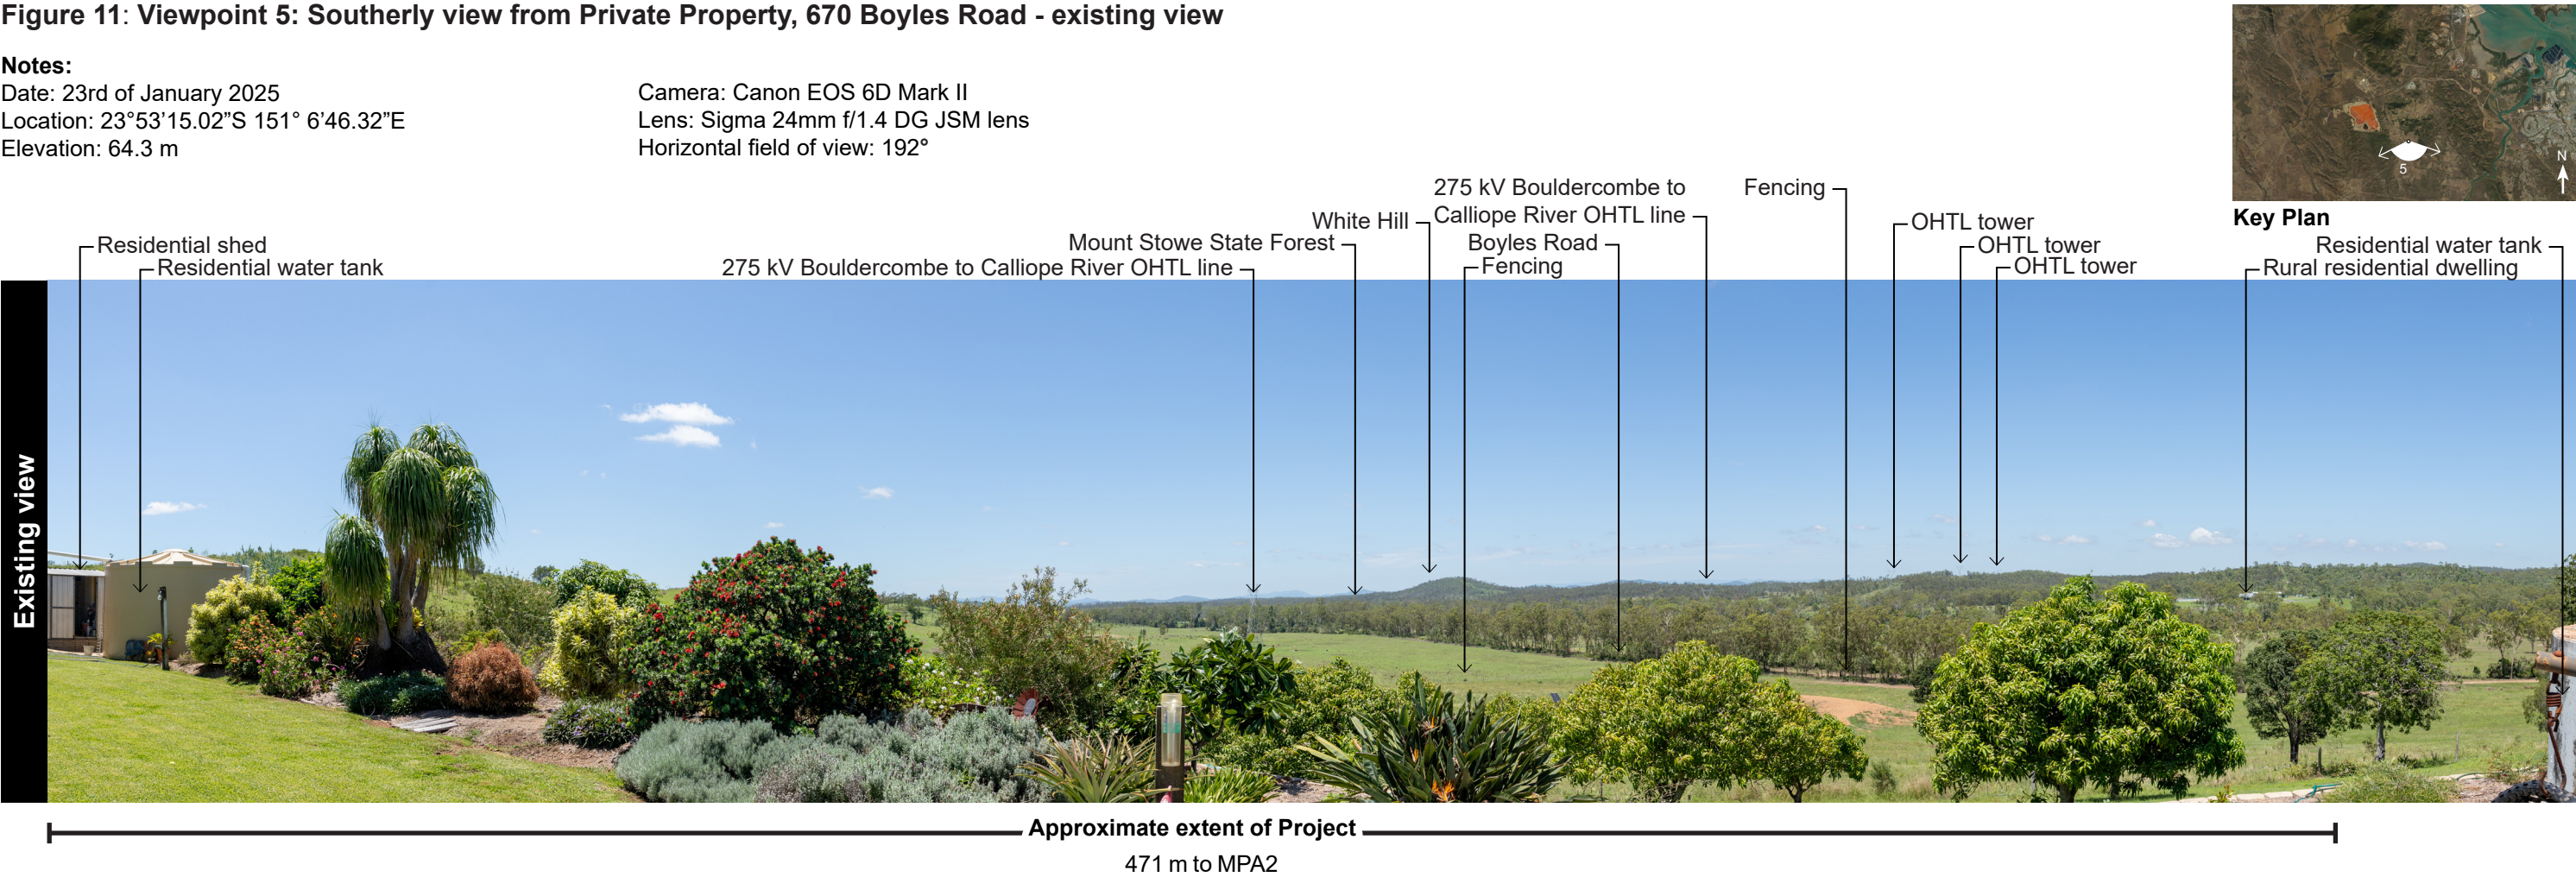 Figure 11: Viewpoint 5: Southerly view from Private Property, 670 Boyles Road - existing view
Notes:
Date: 23rd of January 2025
Location: 23°53’15.02”S 151° 6’46.32”E
Elevation: 64.3 m
Camera: Canon EOS 6D Mark II
Lens: Sigma 24mm f/1.4 DG JSM lens
Horizontal field of view: 192°
5
N
Key Plan
Residential shed
Residential water tank
275 kV Bouldercombe to Calliope River OHTL line
Mount Stowe State Forest
White Hill
275 kV Bouldercombe to
Calliope River OHTL line
Boyles Road
Fencing
Fencing
OHTL tower
OHTL tower
OHTL tower
Residential water tank
Rural residential dwelling
Existing view
Approximate extent of Project
471 m to MPA2